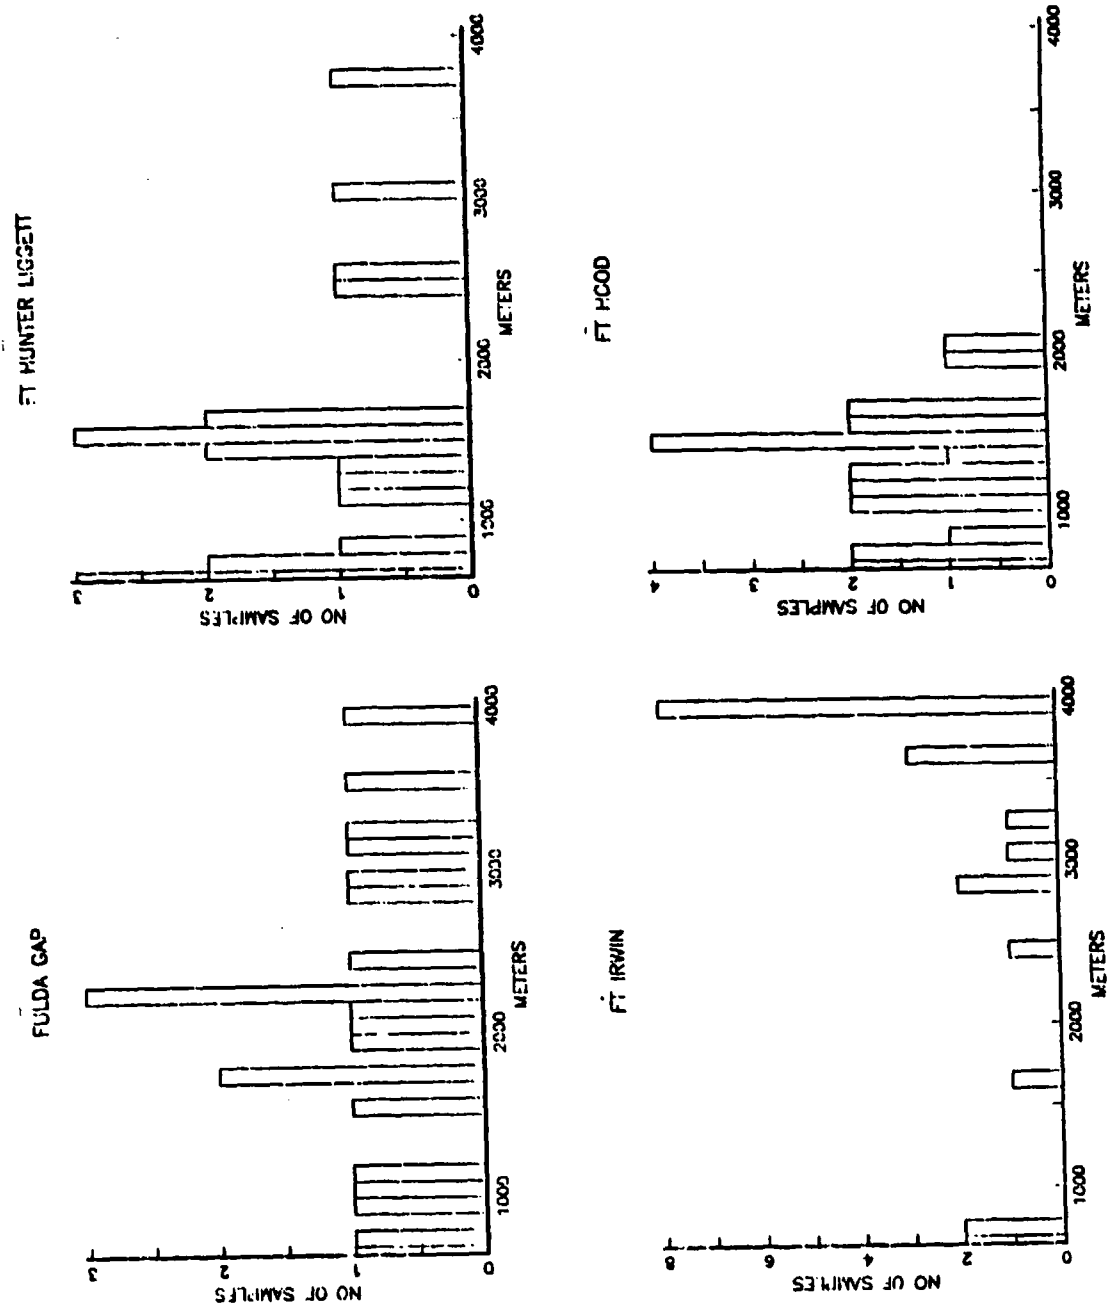 FULDA GAP
NO OF SAMPLES
3
2
1
0
1000
2000
3000
4000
METERS
FT HUNTER LIGGETT
NO OF SAMPLES
3
2
1
0
1000
2000
3000
4000
METERS
FT IRWIN
NO OF SAMPLES
8
6
4
2
0
1000
2000
3000
4000
METERS
FT HOOD
NO OF SAMPLES
4
3
2
1
0
1000
2000
3000
4000
METERS